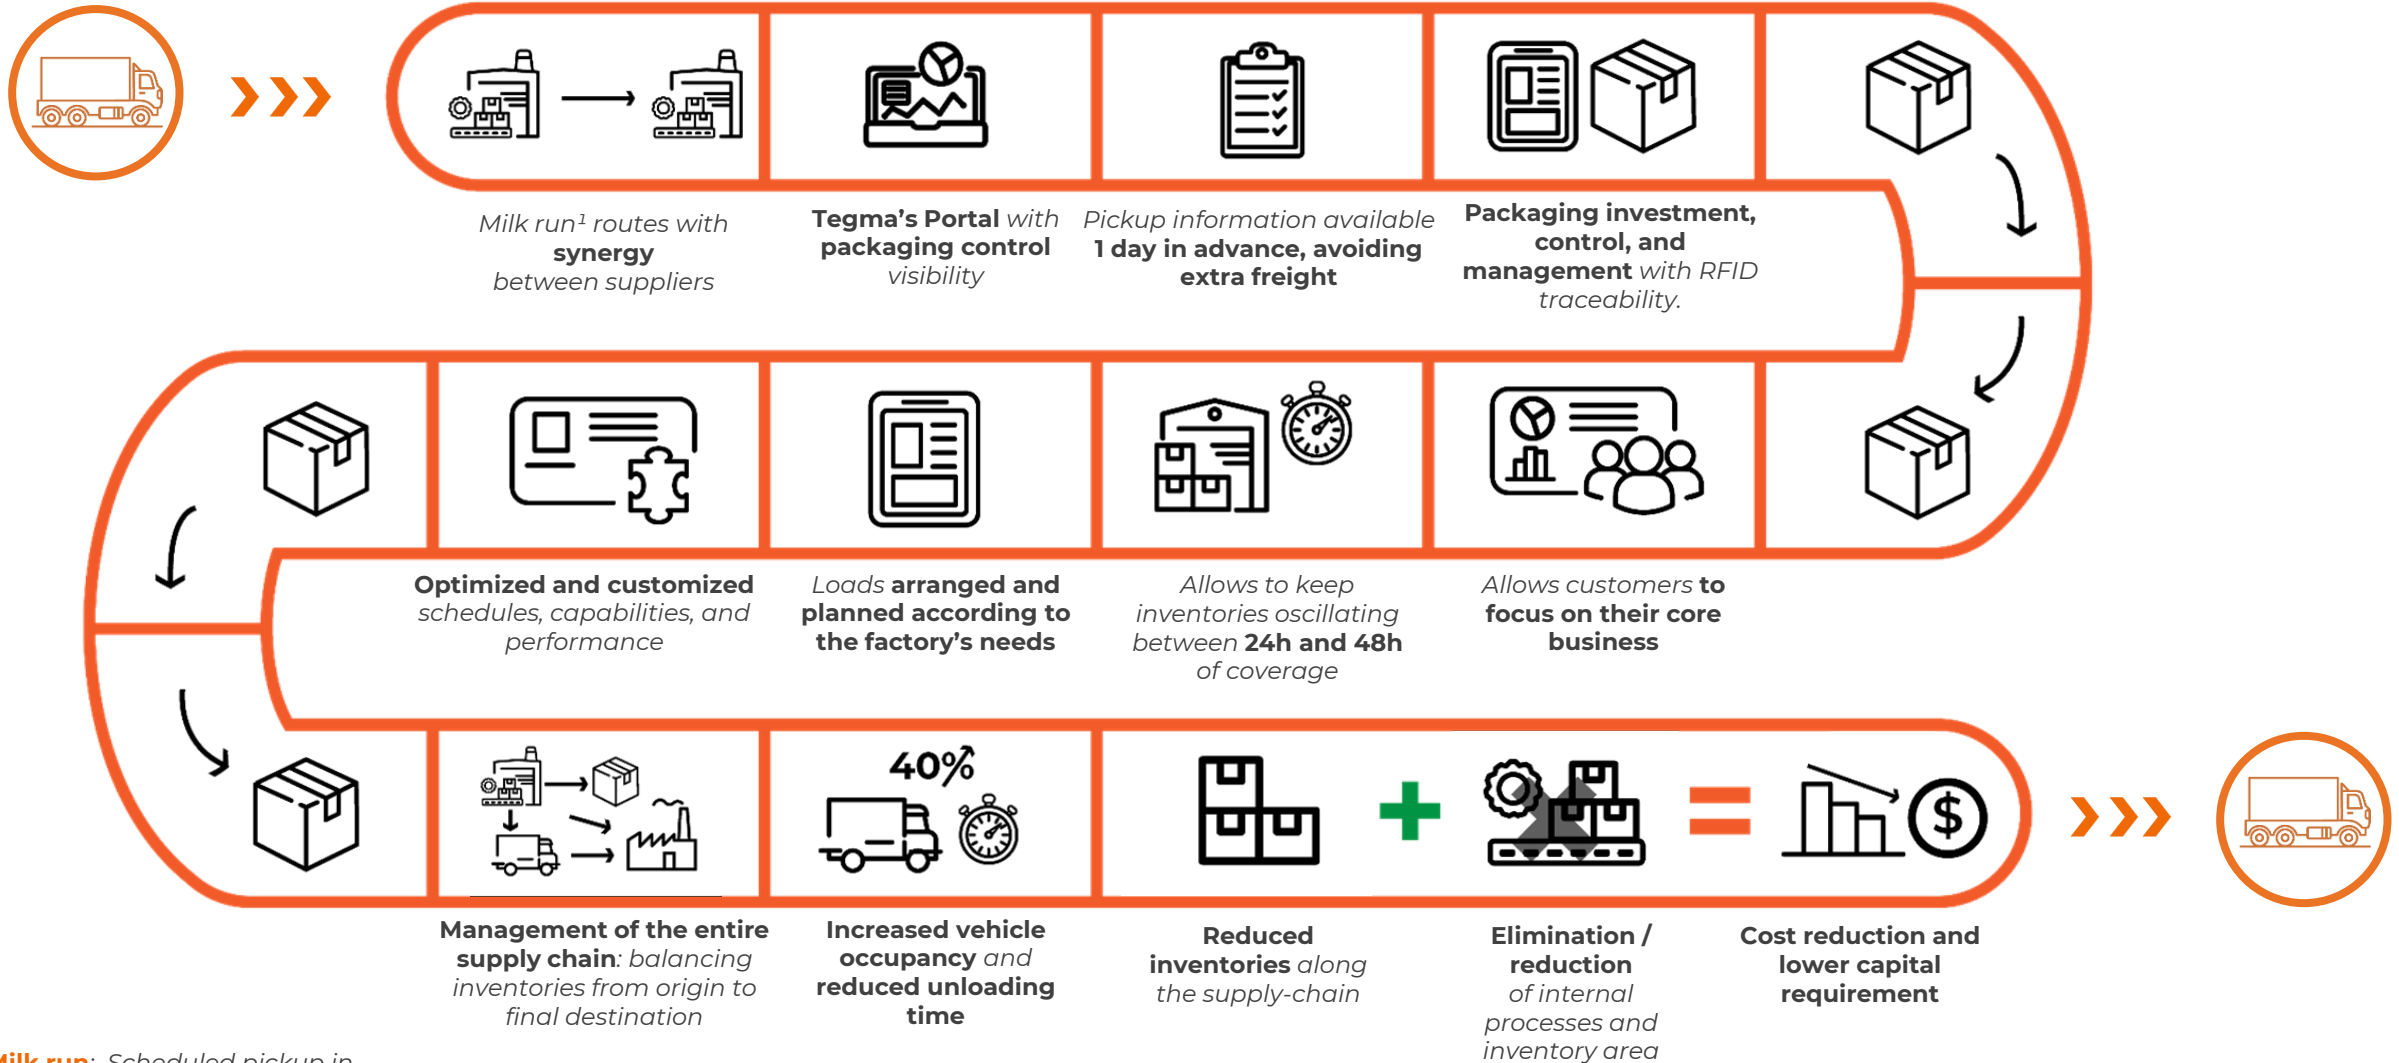 Milk run¹ routes with
synergy
between suppliers
Tegma’s Portal with
packaging control
visibility
Pickup information available
1 day in advance, avoiding
extra freight
Packaging investment,
control, and
management with RFID
traceability.
Optimized and customized
schedules, capabilities, and
performance
Loads arranged and
planned according to
the factory’s needs
Allows to keep
inventories oscillating
between 24h and 48h
of coverage
Allows customers to
focus on their core
business
40%
$
Management of the entire
supply chain: balancing
inventories from origin to
final destination
Increased vehicle
occupancy and
reduced unloading
time
Reduced
inventories along
the supply-chain
Elimination /
reduction
of internal
processes and
inventory area
Cost reduction and
lower capital
requirement
Milk run: Scheduled pickup in